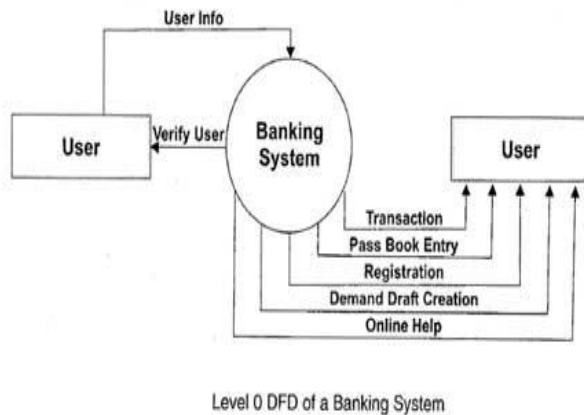 User Info
User
Verify User
Banking
System
User
Transaction
Pass Book Entry
Registration
Demand Draft Creation
Online Help
Level 0 DFD of a Banking System